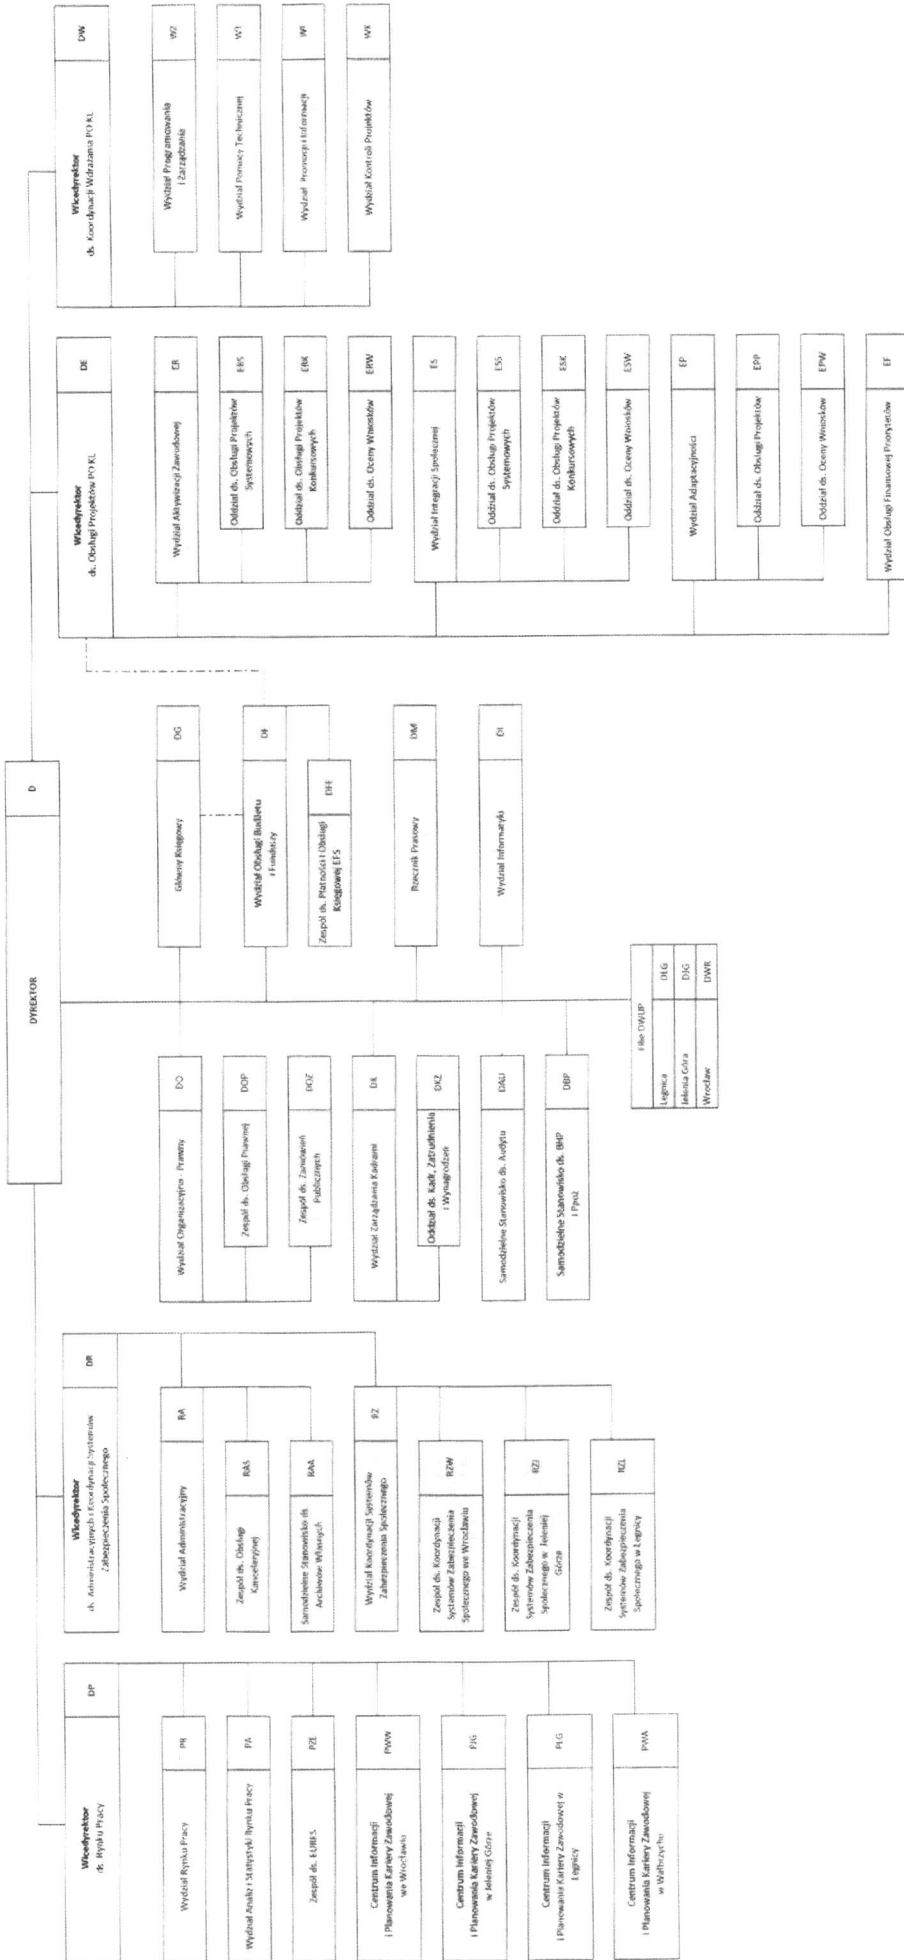 DYREKTOR
D
Wicedyrektor
ds. Rynku Pracy
DP
Wydział Rynku Pracy
PR
Wydział Analiz i Statystyki Rynku Pracy
PA
Zespół ds. EURES
PZE
Centrum Informacji
i Planowania Kariery Zawodowej
we Wrocławiu
PWW
Centrum Informacji
i Planowania Kariery Zawodowej
w Jeleniej Górze
PJG
Centrum Informacji
i Planowania Kariery Zawodowej w
Legnicy
PLG
Centrum Informacji
i Planowania Kariery Zawodowej
w Wałbrzychu
PWA
Wicedyrektor
ds. Administracyjnych i Koordynacji Systemów
Zabezpieczenia Społecznego
DR
Wydział Administracyjny
RA
Zespół ds. Obsługi
Kancelaryjnej
RAS
Samodzielne Stanowisko ds.
Archiwów Własnych
RAA
Wydział Koordynacji Systemów
Zabezpieczenia Społecznego
RZ
Zespół ds. Koordynacji
Systemów Zabezpieczenia
Społecznego we Wrocławiu
RZW
Zespół ds. Koordynacji
Systemów Zabezpieczenia
Społecznego w Jeleniej
Górze
RZJ
Zespół ds. Koordynacji
Systemów Zabezpieczenia
Społecznego w Legnicy
RZL
Wydział Organizacyjno - Prawny
DO
Zespół ds. Obsługi Prawnej
DOP
Zespół ds. Zamówień
Publicznych
DOZ
Wydział Zarządzania Kadrami
DK
Oddział ds. Kadr, Zatrudnienia
i Wynagrodzeń
DKZ
Samodzielne Stanowisko ds. Audytu
DAU
Samodzielne Stanowisko ds. BHP
i Ppoż
DBP
Filie DWUP
Legnica
DLG
Jelenia Góra
DJG
Wrocław
DWR
Główny Księgowy
DG
Wydział Obsługi Budżetu
i Funduszy
DF
Zespół ds. Płatności i Obsługi
Księgowej EFS
DFE
Rzecznik Prasowy
DM
Wydział Informatyki
DI
Wicedyrektor
ds. Obsługi Projektów PO KL
DE
Wydział Aktywizacji Zawodowej
ER
Oddział ds. Obsługi Projektów
Systemowych
ERS
Oddział ds. Obsługi Projektów
Konkursowych
ERK
Oddział ds. Oceny Wniosków
ERW
Wydział Integracji Społecznej
ES
Oddział ds. Obsługi Projektów
Systemowych
ESS
Oddział ds. Obsługi Projektów
Konkursowych
ESK
Oddział ds. Oceny Wniosków
ESW
Wydział Adaptacyjności
EP
Oddział ds. Obsługi Projektów
EPP
Oddział ds. Oceny Wniosków
EPW
Wydział Obsługi Finansowej Priorytetów
EF
Wicedyrektor
ds. Koordynacji Wdrażania PO KL
DW
Wydział Programowania
i Zarządzania
WZ
Wydział Pomocy Technicznej
WT
Wydział Promocji i Informacji
WI
Wydział Kontroli Projektów
WK